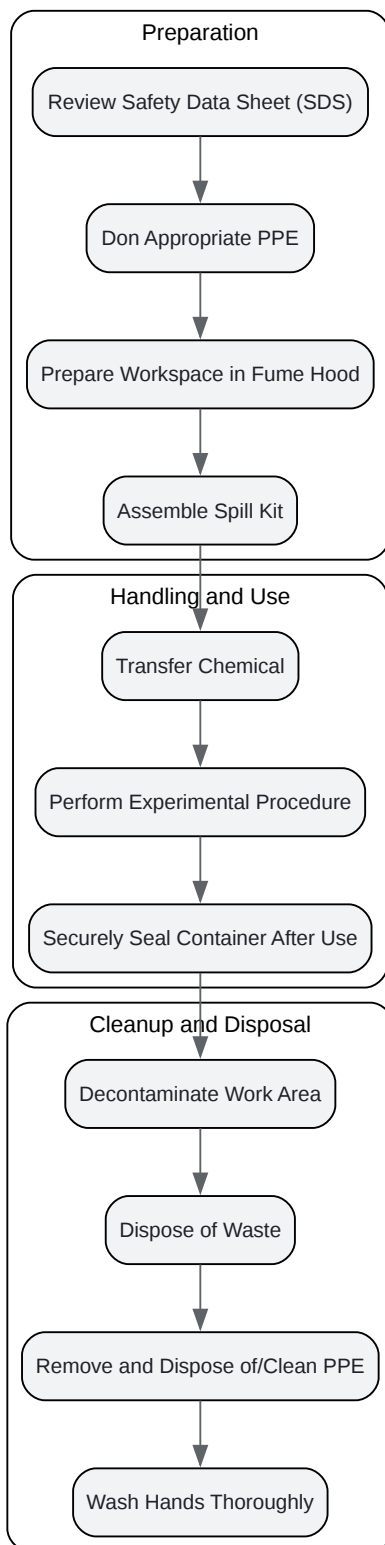 Preparation
Review Safety Data Sheet (SDS)
Don Appropriate PPE
Prepare Workspace in Fume Hood
Assemble Spill Kit
Handling and Use
Transfer Chemical
Perform Experimental Procedure
Securely Seal Container After Use
Cleanup and Disposal
Decontaminate Work Area
Dispose of Waste
Remove and Dispose of/Clean PPE
Wash Hands Thoroughly